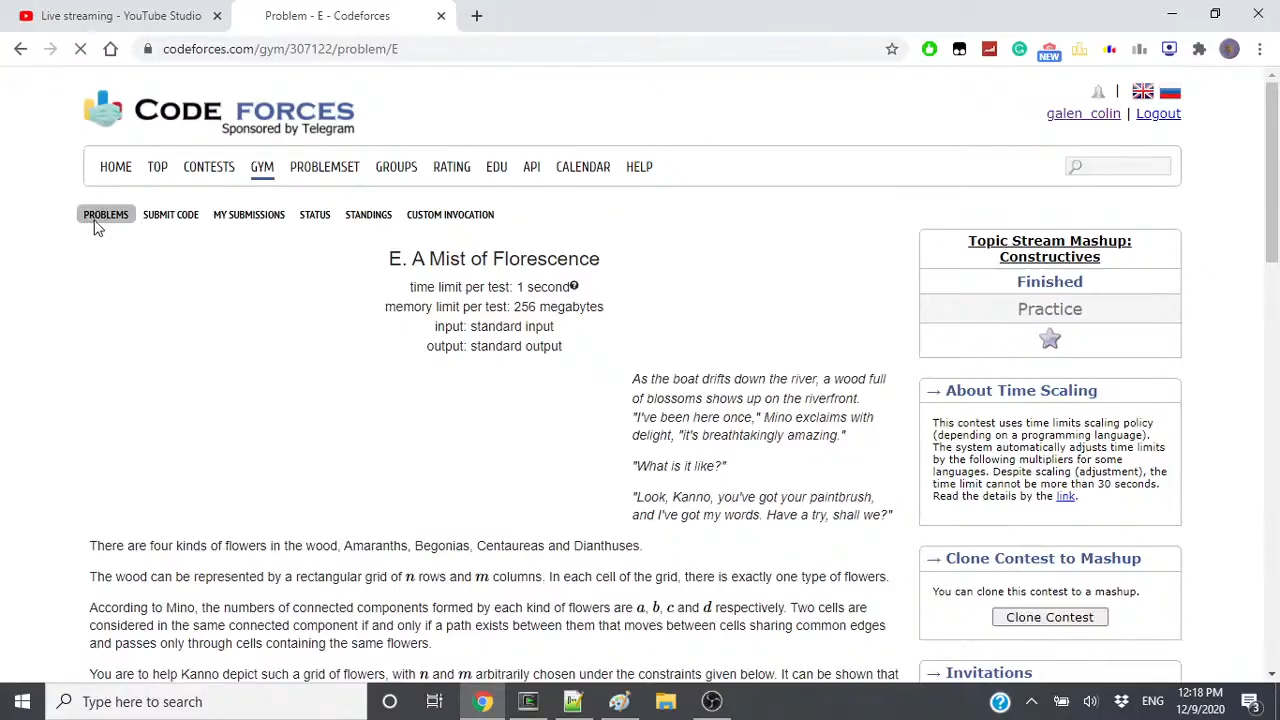 Live streaming - YouTube Studio
Problem - E - Codeforces
codeforces.com/gym/307122/problem/E
NEW
CODE FORCES
Sponsored by Telegram
galen_colin | Logout
HOME TOP CONTESTS GYM PROBLEMSET GROUPS RATING EDU API CALENDAR HELP
PROBLEMS SUBMIT CODE MY SUBMISSIONS STATUS STANDINGS CUSTOM INVOCATION
E. A Mist of Florescence
time limit per test: 1 second
memory limit per test: 256 megabytes
input: standard input
output: standard output
As the boat drifts down the river, a wood full
of blossoms shows up on the riverfront.
"I've been here once," Mino exclaims with
delight, "it's breathtakingly amazing."
"What is it like?"
"Look, Kanno, you've got your paintbrush,
and I've got my words. Have a try, shall we?"
There are four kinds of flowers in the wood, Amaranths, Begonias, Centaureas and Dianthuses.
The wood can be represented by a rectangular grid of n rows and m columns. In each cell of the grid, there is exactly one type of flowers.
According to Mino, the numbers of connected components formed by each kind of flowers are a, b, c and d respectively. Two cells are
considered in the same connected component if and only if a path exists between them that moves between cells sharing common edges
and passes only through cells containing the same flowers.
You are to help Kanno depict such a grid of flowers, with n and m arbitrarily chosen under the constraints given below. It can be shown that
Topic Stream Mashup:
Constructives
Finished
Practice
→ About Time Scaling
This contest uses time limits scaling policy
(depending on a programming language).
The system automatically adjusts time limits
by the following multipliers for some
languages. Despite scaling (adjustment), the
time limit cannot be more than 30 seconds.
Read the details by the link.
→ Clone Contest to Mashup
You can clone this contest to a mashup.
Clone Contest
→ Invitations
Type here to search
ENG
12:18 PM
12/9/2020
3